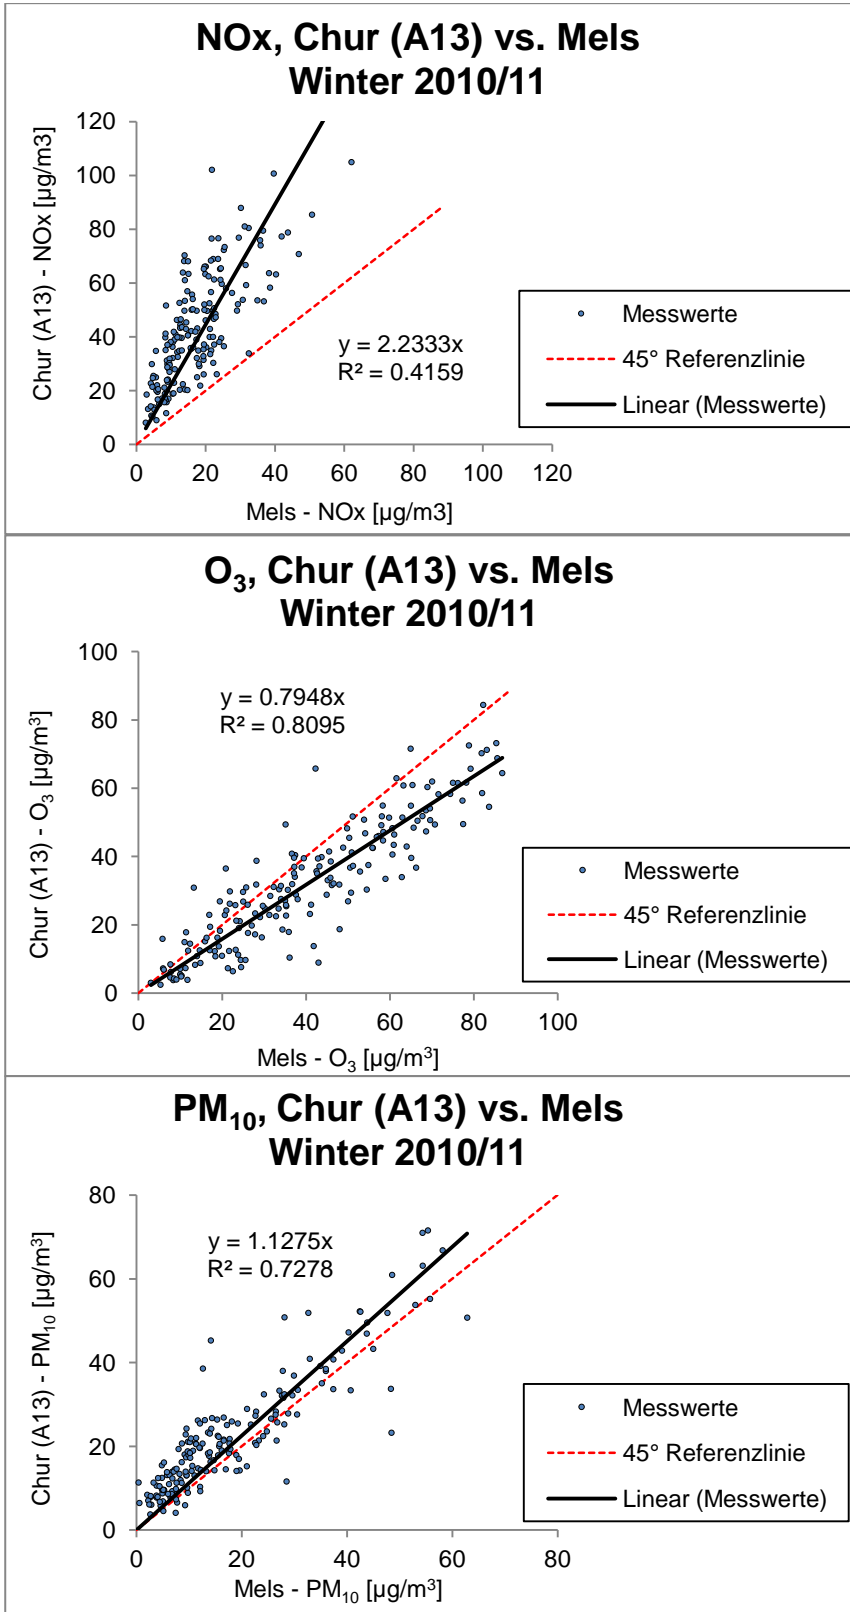 NOx, Chur (A13) vs. Mels
Winter 2010/11
Chur (A13) - NOx [µg/m3]
120
100
80
60
40
20
0
y = 2.2333x
R² = 0.4159
Messwerte
45° Referenzlinie
Linear (Messwerte)
0 20 40 60 80 100 120
Mels - NOx [µg/m3]
O₃, Chur (A13) vs. Mels
Winter 2010/11
Chur (A13) - O₃ [µg/m³]
100
80
60
40
20
0
y = 0.7948x
R² = 0.8095
Messwerte
45° Referenzlinie
Linear (Messwerte)
0 20 40 60 80 100
Mels - O₃ [µg/m³]
PM₁₀, Chur (A13) vs. Mels
Winter 2010/11
Chur (A13) - PM₁₀ [µg/m³]
80
60
40
20
0
y = 1.1275x
R² = 0.7278
Messwerte
45° Referenzlinie
Linear (Messwerte)
0 20 40 60 80
Mels - PM₁₀ [µg/m³]